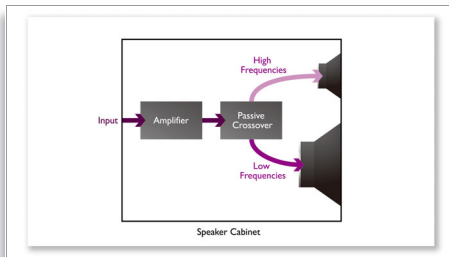 High
Frequencies
Input
Amplifier
Passive
Crossover
Low
Frequencies
Speaker Cabinet